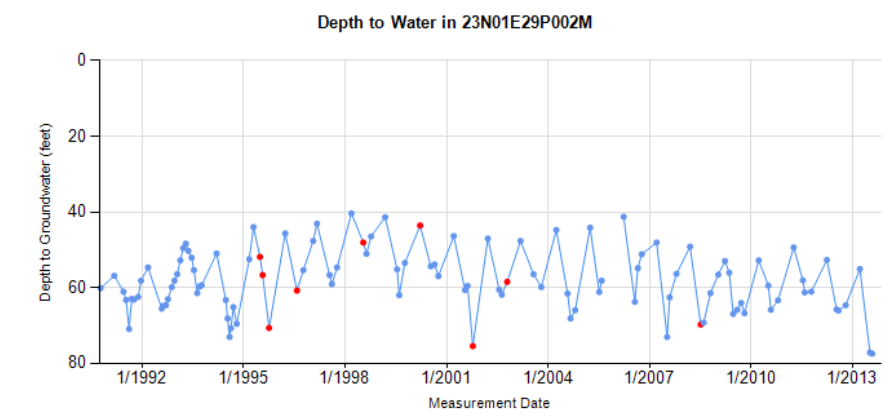 Depth to Water in 23N01E29P002M
Depth to Groundwater (feet)
0
20
40
60
80
1/1992 1/1995 1/1998 1/2001 1/2004 1/2007 1/2010 1/2013
Measurement Date